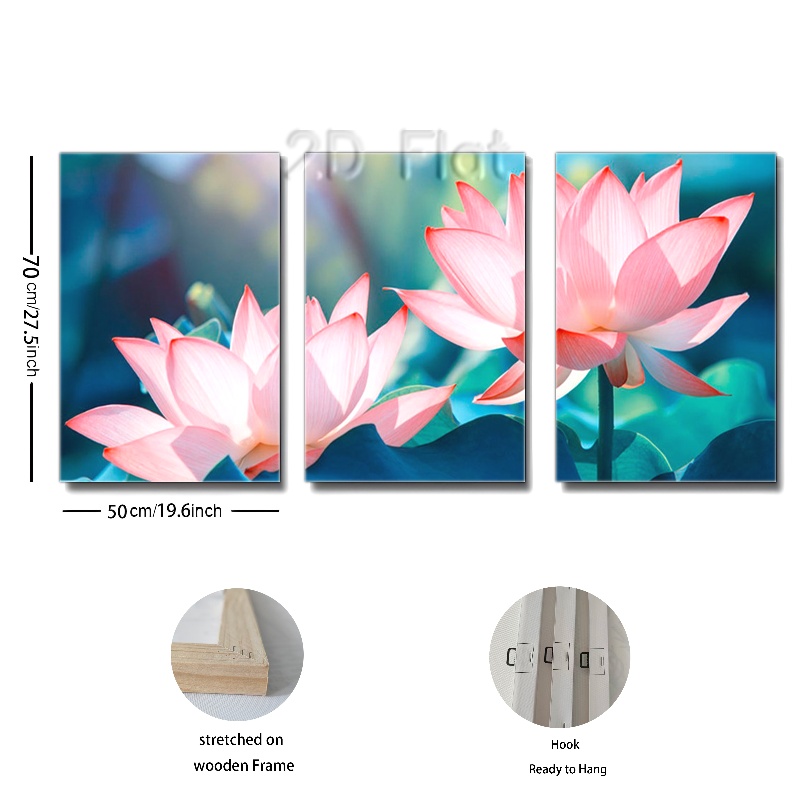 2D Flat
70 cm/27.5inch
50cm/19.6inch
stretched on
wooden Frame
Hook
Ready to Hang